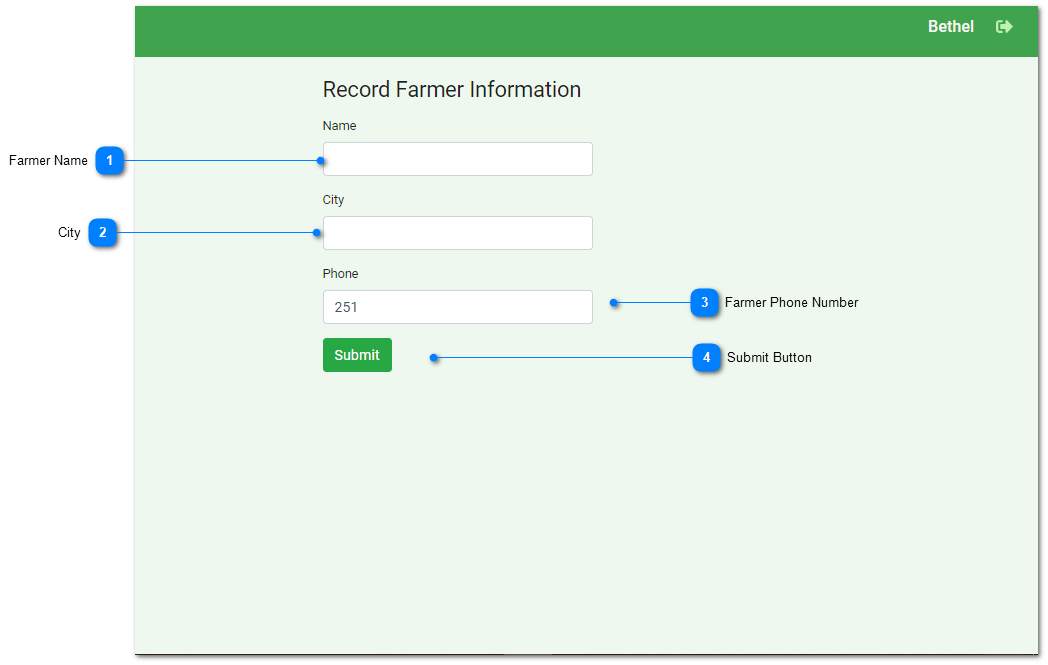 Bethel
Record Farmer Information
Name
Farmer Name 1
City
City 2
Phone
251
3 Farmer Phone Number
Submit
4 Submit Button